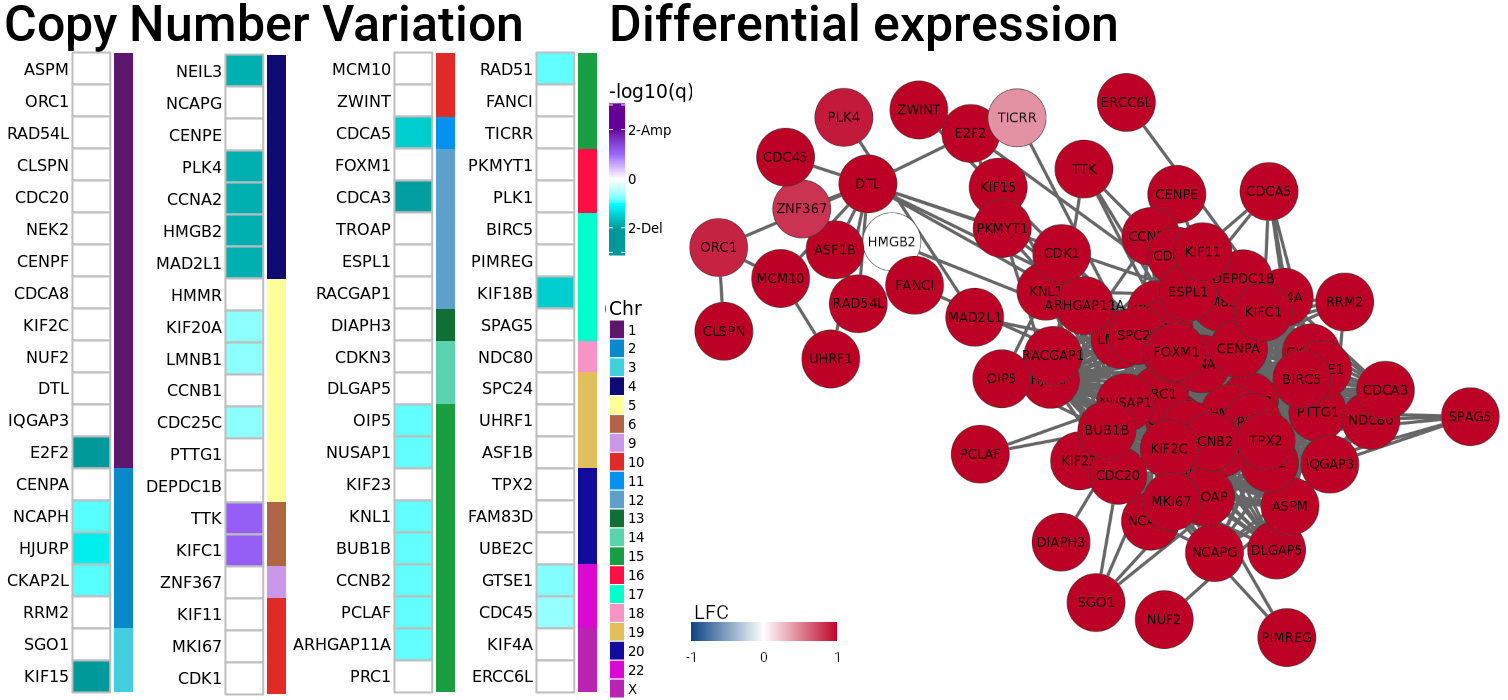 Copy Number Variation
ASPM
ORC1
RAD54L
CLSPN
CDC20
NEK2
CENPF
CDCA8
KIF2C
NUF2
DTL
IQGAP3
E2F2
CENPA
NCAPH
HJURP
CKAP2L
RRM2
SGO1
KIF15
NEIL3
NCAPG
CENPE
PLK4
CCNA2
HMGB2
MAD2L1
HMMR
KIF20A
LMNB1
CCNB1
CDC25C
PTTG1
DEPDC1B
TTK
KIFC1
ZNF367
KIF11
MKI67
CDK1
MCM10
ZWINT
CDCA5
FOXM1
CDCA3
TROAP
ESPL1
RACGAP1
DIAPH3
CDKN3
DLGAP5
OIP5
NUSAP1
KIF23
KNL1
BUB1B
CCNB2
PCLAF
ARHGAP11A
PRC1
RAD51
FANCI
TICRR
PKMYT1
PLK1
BIRC5
PIMREG
KIF18B
SPAG5
NDC80
SPC24
UHRF1
ASF1B
TPX2
FAM83D
UBE2C
GTSE1
CDC45
KIF4A
ERCC6L
-log10(q)
2-Amp
0
2-Del
Chr
1
2
3
4
5
6
9
10
11
12
13
14
15
16
17
18
19
20
22
X
Differential expression
ERCC6L
PLK4
ZWINT
TICRR
E2F2
CDC45
TTK
DTL
KIF15
CENPE
CDCA5
ZNF367
PKMYT1
ORC1
ASF1B
HMGB2
CDK1
KIF11
MCM10
FANCI
KNL1
ESPL1
DEPDC1B
RAD54L
ARHGAP11A
KIFC1
RRM2
MAD2L1
CLSPN
UHRF1
RACGAP1
FOXM1
CENPA
OIP5
BIRC5
CDCA3
NUSAP1
PTTG1
NDC80
SPAG5
BUB1B
PCLAF
KIF2C
TPX2
IQGAP3
CDC20
MKI67
ASPM
DIAPH3
NCAPG
DLGAP5
SGO1
NUF2
PIMREG
LFC
-1
0
1